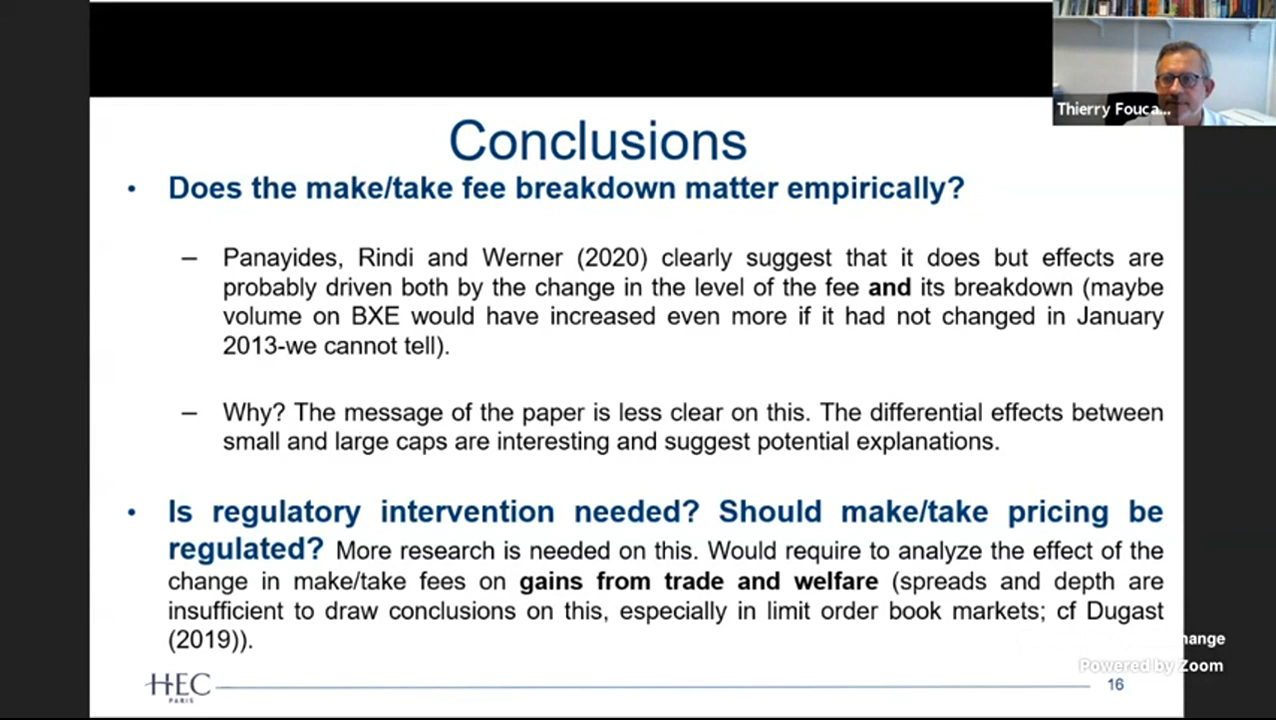 Thierry Fouca...
Conclusions
• Does the make/take fee breakdown matter empirically?
– Panayides, Rindi and Werner (2020) clearly suggest that it does but effects are
probably driven both by the change in the level of the fee and its breakdown (maybe
volume on BXE would have increased even more if it had not changed in January
2013-we cannot tell).
– Why? The message of the paper is less clear on this. The differential effects between
small and large caps are interesting and suggest potential explanations.
• Is regulatory intervention needed? Should make/take pricing be
regulated? More research is needed on this. Would require to analyze the effect of the
change in make/take fees on gains from trade and welfare (spreads and depth are
insufficient to draw conclusions on this, especially in limit order book markets; cf Dugast
(2019)).
hange
Powered by Zoom
HEC
PARIS
16